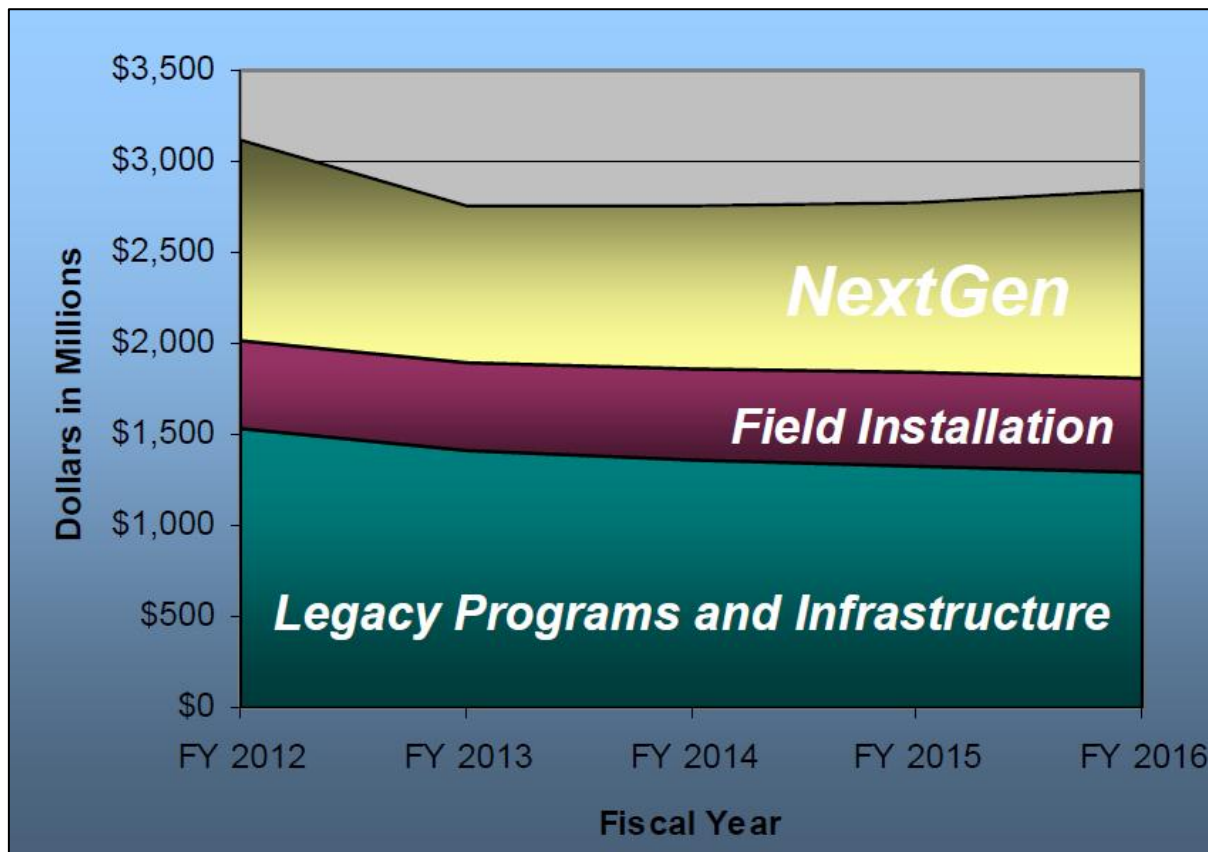 $3,500
$3,000
$2,500
$2,000
$1,500
$1,000
$500
$0
Dollars in Millions
NextGen
Field Installation
Legacy Programs and Infrastructure
FY 2012 FY 2013 FY 2014 FY 2015 FY 2016
Fiscal Year